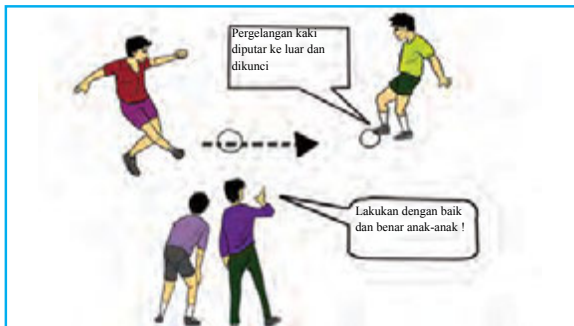 Pergelangan kaki
diputar ke luar dan
dikunci
Lakukan dengan baik
dan benar anak-anak !